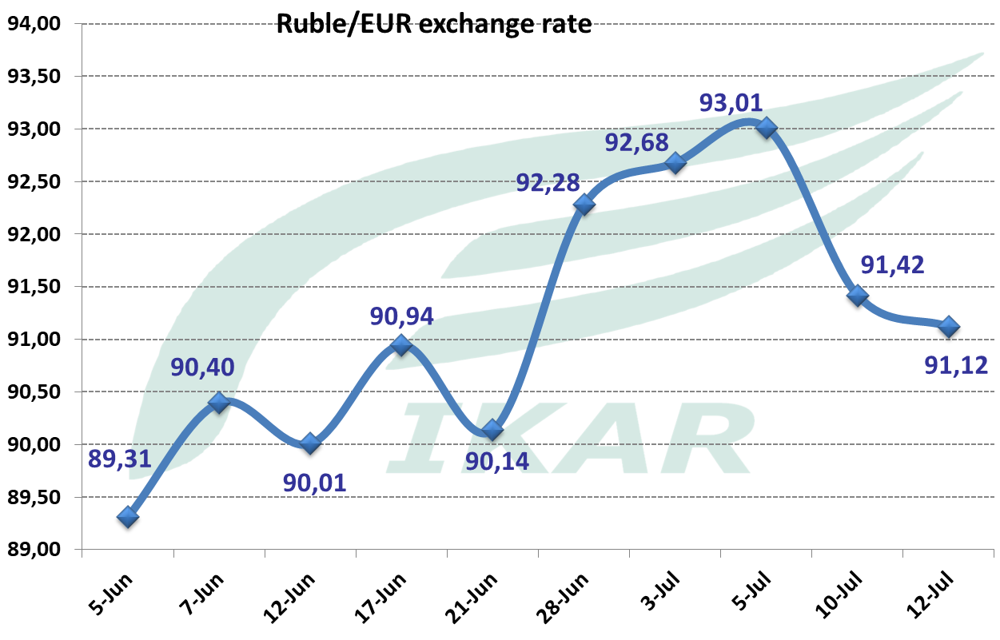 Ruble/EUR exchange rate
94,00
93,50
93,00
92,50
92,00
91,50
91,00
90,50
90,00
89,50
89,00
89,31
90,40
90,01
90,94
90,14
92,28
92,68
93,01
91,42
91,12
IKAR
5-Jun
7-Jun
12-Jun
17-Jun
21-Jun
28-Jun
3-Jul
5-Jul
10-Jul
12-Jul